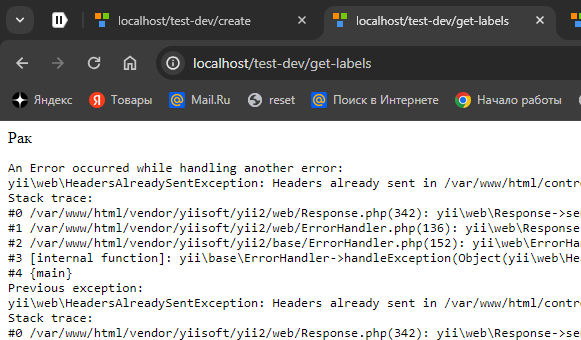 localhost/test-dev/create
localhost/test-dev/get-labels
localhost/test-dev/get-labels
Яндекс Товары Mail.Ru reset Поиск в Интернете Начало работы
Рак
An Error occurred while handling another error:
yii\web\HeadersAlreadySentException: Headers already sent in /var/www/html/contro
Stack trace:
#0 /var/www/html/vendor/yiisoft/yii2/web/Response.php(342): yii\web\Response->se
#1 /var/www/html/vendor/yiisoft/yii2/web/ErrorHandler.php(136): yii\web\Response
#2 /var/www/html/vendor/yiisoft/yii2/base/ErrorHandler.php(152): yii\web\ErrorHa
#3 [internal function]: yii\base\ErrorHandler->handleException(Object(yii\web\He
#4 {main}
Previous exception:
yii\web\HeadersAlreadySentException: Headers already sent in /var/www/html/contro
Stack trace:
#0 /var/www/html/vendor/yiisoft/yii2/web/Response.php(342): yii\web\Response->se